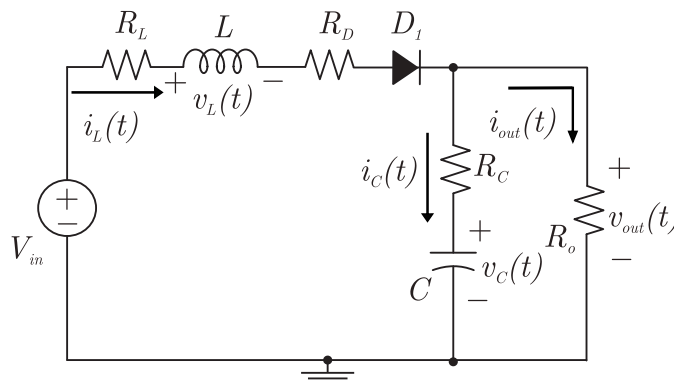 R_L L R_D D_1
+ v_L(t) −
i_L(t)
i_out(t)
i_C(t) R_C
+
−
V_in
+
v_out(t)
R_o
−
+
v_C(t)
C
−